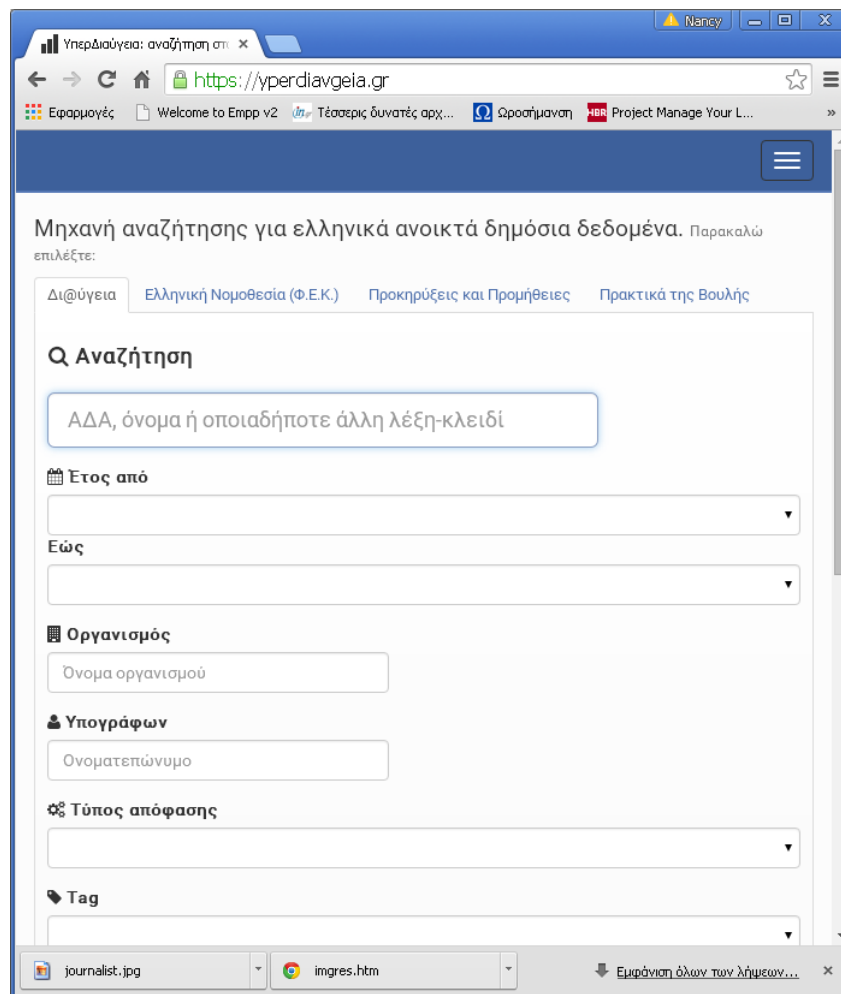 Nancy
ΥπερΔιαύγεια: αναζήτηση στ
https://yperdiavgeia.gr
Εφαρμογές Welcome to Empp v2 Τέσσερις δυνατές αρχ... Ωροσήμανση HBR Project Manage Your L... »
Μηχανή αναζήτησης για ελληνικά ανοικτά δημόσια δεδομένα. Παρακαλώ
επιλέξτε:
Δι@ύγεια Ελληνική Νομοθεσία (Φ.Ε.Κ.) Προκηρύξεις και Προμήθειες Πρακτικά της Βουλής
Αναζήτηση
ΑΔΑ, όνομα ή οποιαδήποτε άλλη λέξη-κλειδί
Έτος από
Εώς
Οργανισμός
Όνομα οργανισμού
Υπογράφων
Ονοματεπώνυμο
Τύπος απόφασης
Tag
journalist.jpg imgres.htm Εμφάνιση όλων των λήψεων...